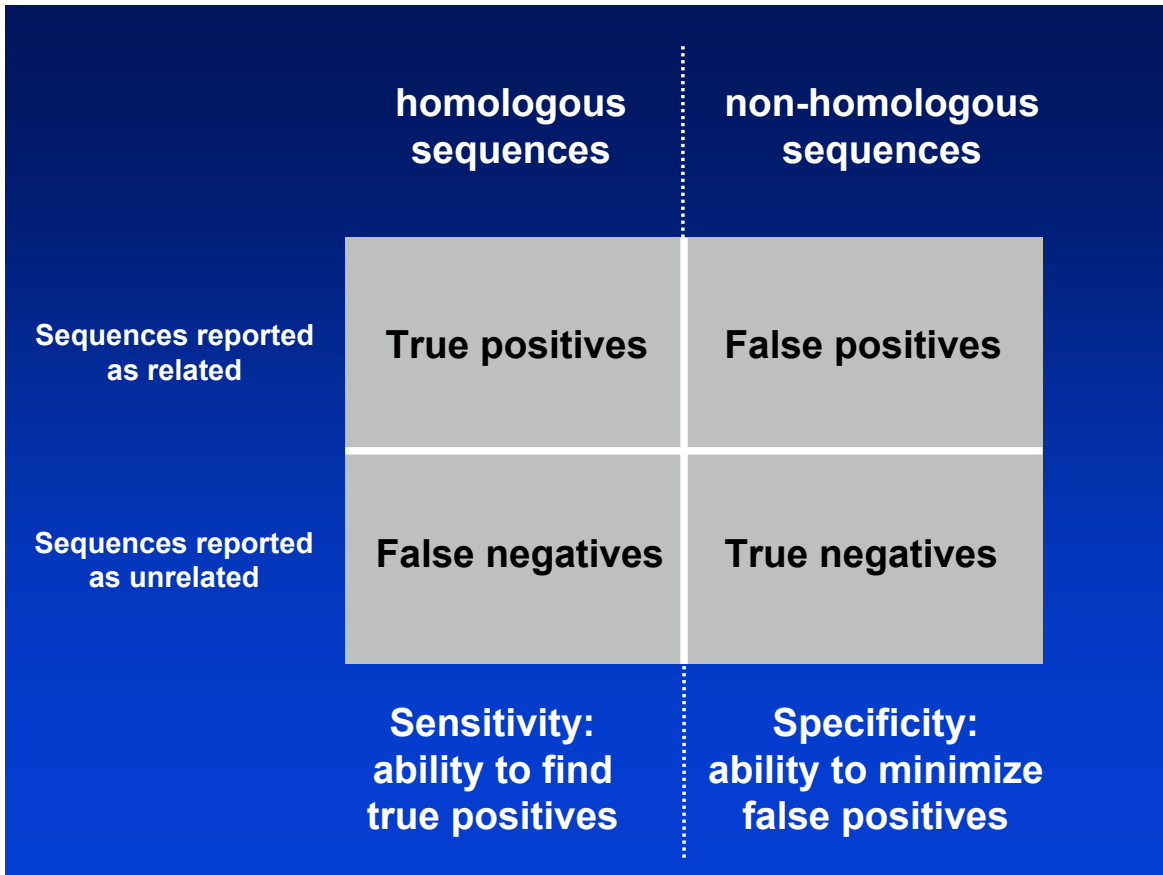 homologous
sequences
non-homologous
sequences
Sequences reported
as related
True positives
False positives
Sequences reported
as unrelated
False negatives
True negatives
Sensitivity:
ability to find
true positives
Specificity:
ability to minimize
false positives